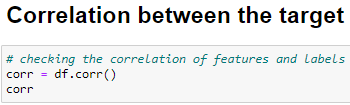 Correlation between the target
# checking the correlation of features and labels
corr = df.corr()
corr